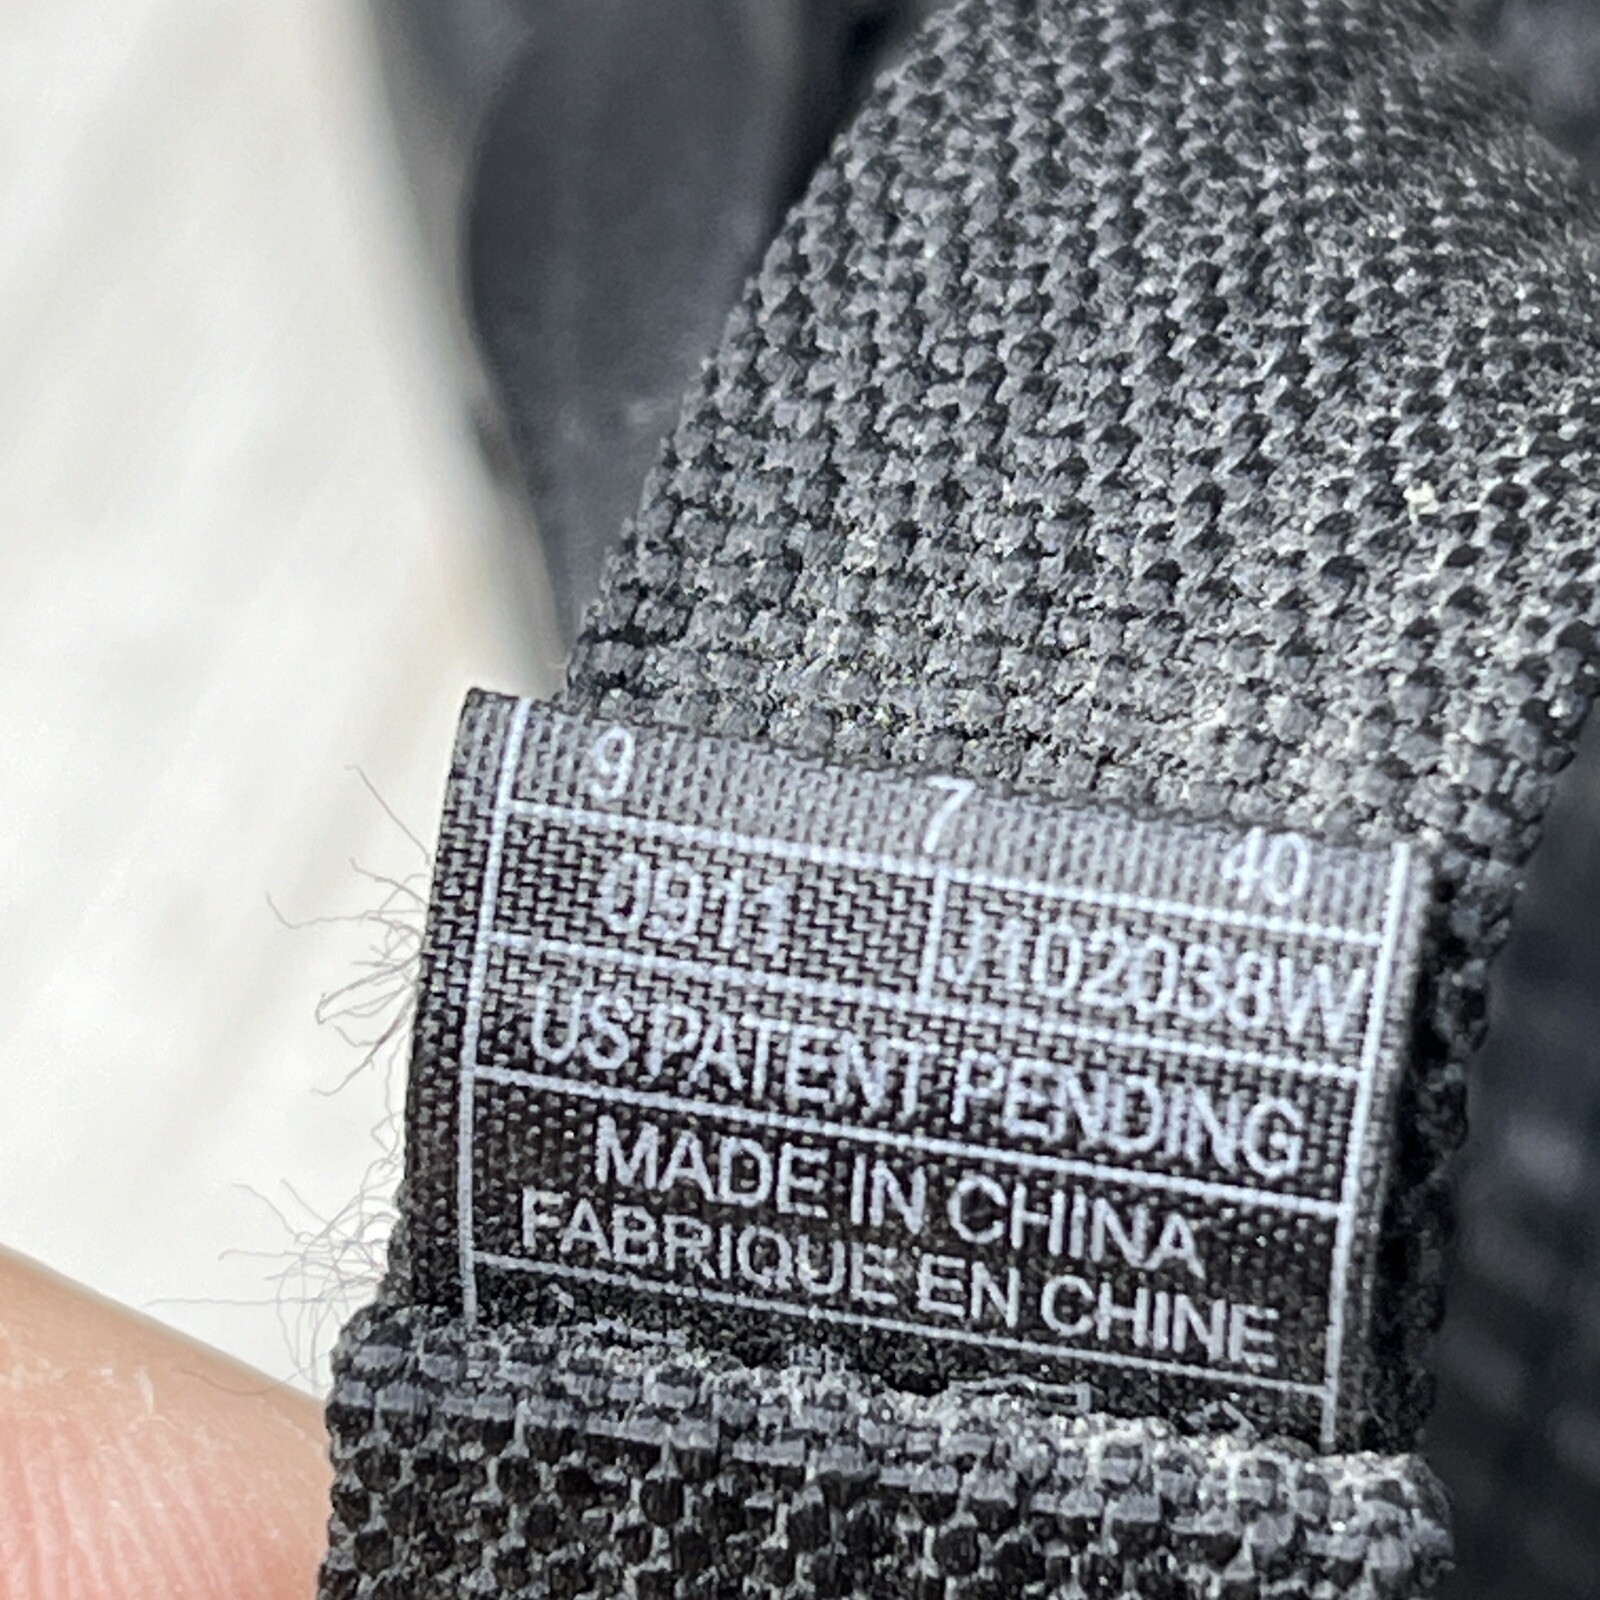 9 7 40
0911 J102038W
US PATENT PENDING
MADE IN CHINA
FABRIQUE EN CHINE